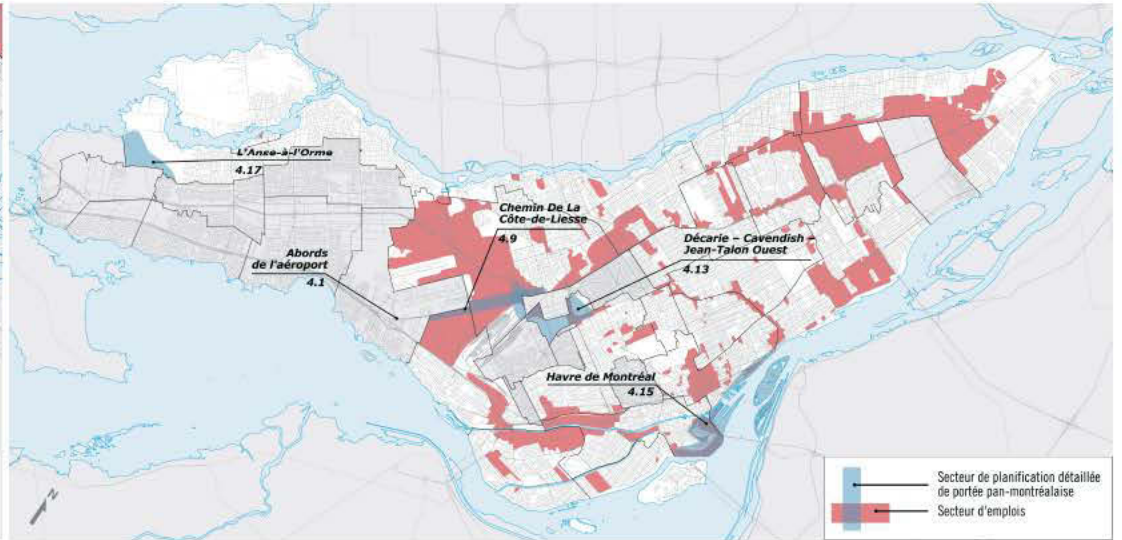 L'Anse-à-l'Orme
4.17
Chemin De La
Côte-de-Liesse
4.9
Décarie – Cavendish –
Jean-Talon Ouest
4.13
Abords
de l'aéroport
4.1
Havre de Montréal
4.15
N
Secteur de planification détaillée
de portée pan-montréalaise
Secteur d'emplois